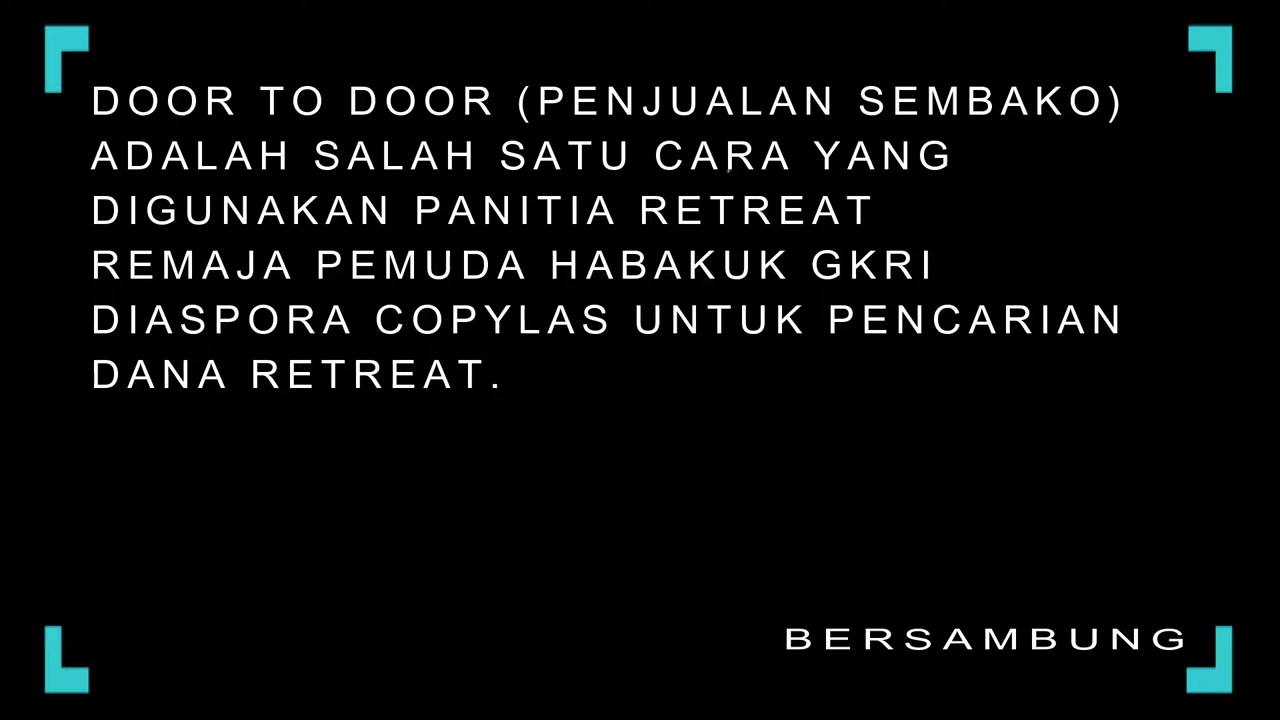 DOOR TO DOOR (PENJUALAN SEMBAKO)
ADALAH SALAH SATU CARA YANG
DIGUNAKAN PANITIA RETREAT
REMAJA PEMUDA HABAKUK GKRI
DIASPORA COPYLAS UNTUK PENCARIAN
DANA RETREAT.
BERSAMBUNG